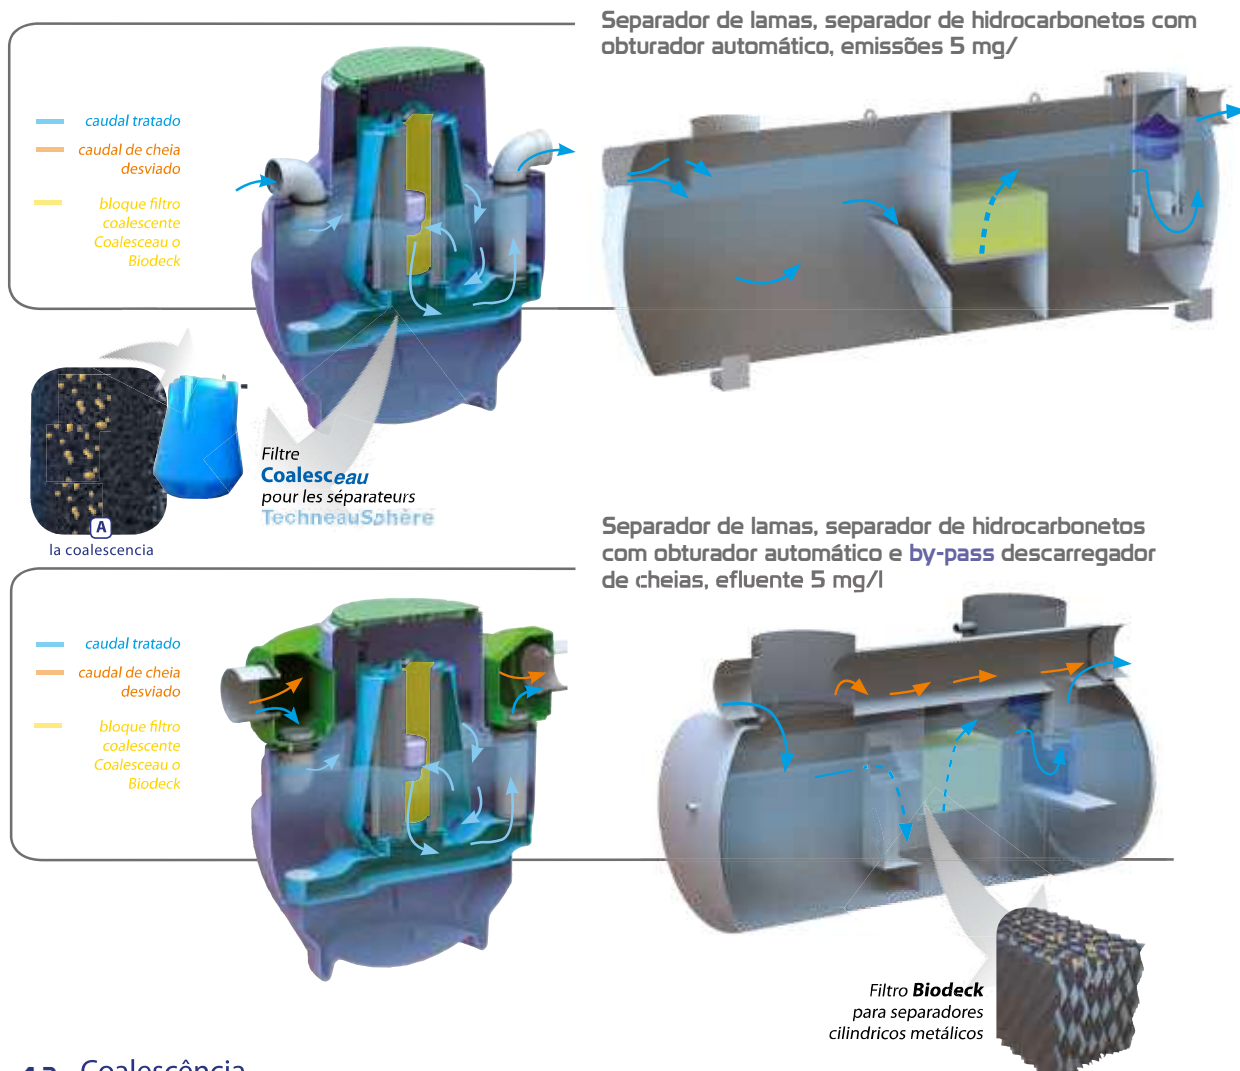 Separador de lamas, separador de hidrocarbonetos com
obturador automático, emissões 5 mg/
caudal tratado
caudal de cheia
desviado
bloque filtro
coalescente
Coalesceau o
Biodeck
Filtre
Coalesceau
pour les séparateurs
TechneauSphère
A
la coalescencia
Separador de lamas, separador de hidrocarbonetos
com obturador automático e by-pass descarregador
de cheias, efluente 5 mg/l
caudal tratado
caudal de cheia
desviado
bloque filtro
coalescente
Coalesceau o
Biodeck
Filtro Biodeck
para separadores
cilindricos metálicos
Coalescência